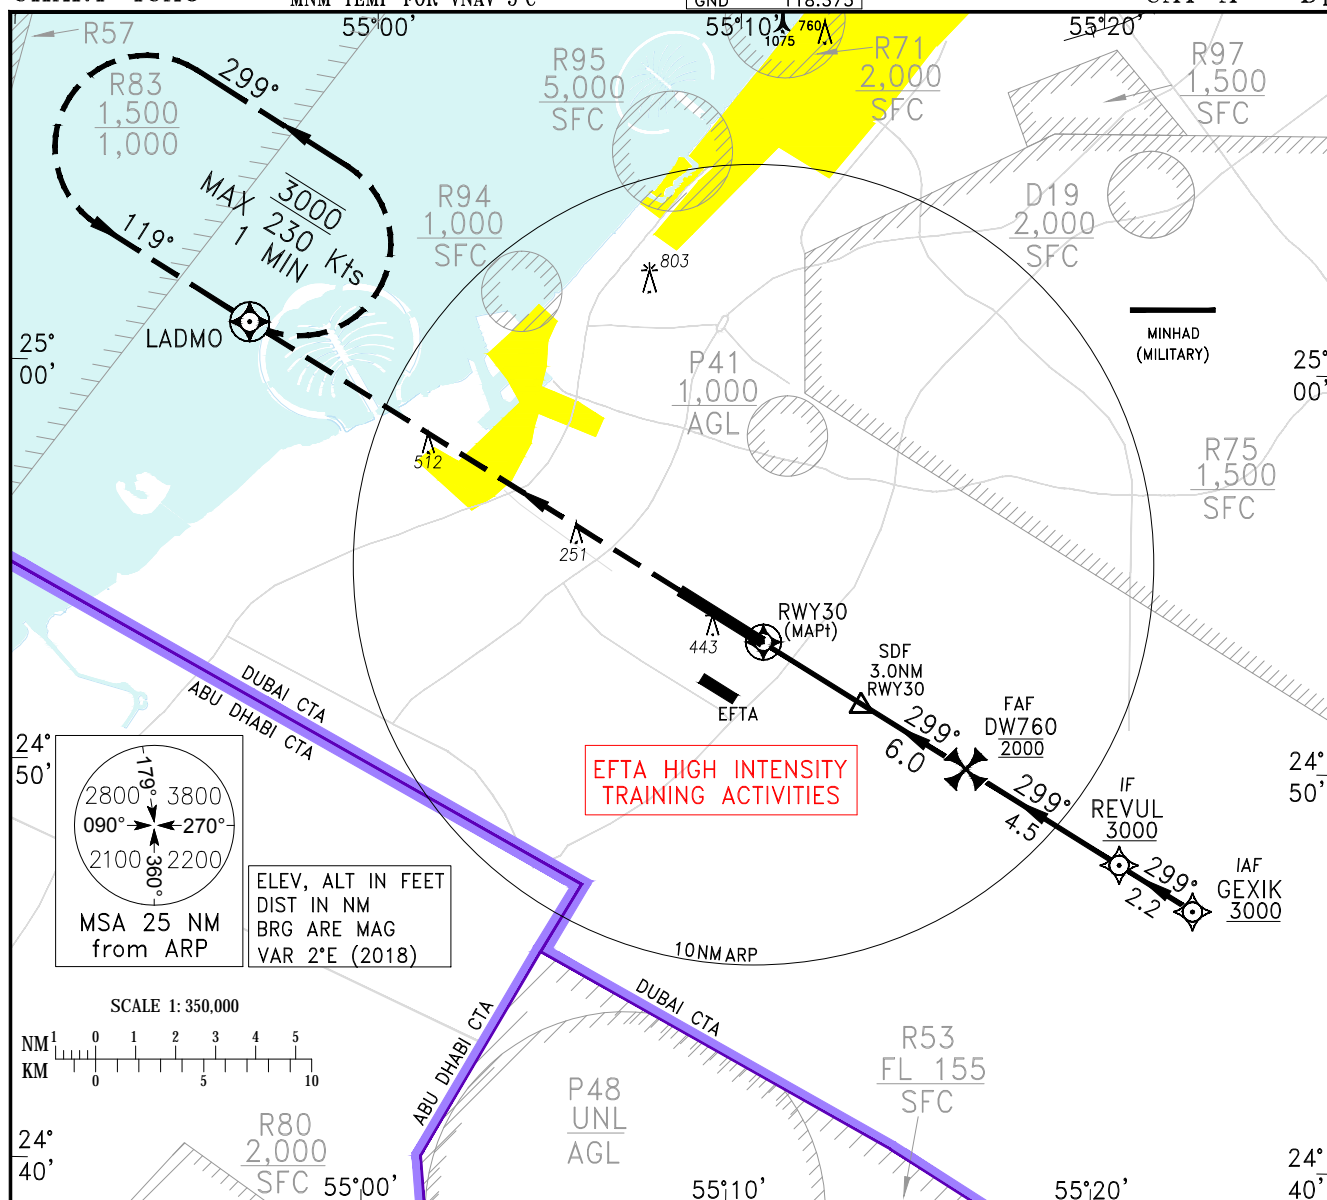 MNM TEMP FOR VNAV 5°C
GND 118.375
CAT A
55°00'
55°10'
55°20'
R57
R83
1,500
1,000
299°
3000
MAX 230 Kts
1 MIN
119°
LADMO
R95
5,000
SFC
1075
760
R71
2,000
SFC
R97
1,500
SFC
R94
1,000
SFC
803
D19
2,000
SFC
MINHAD
(MILITARY)
25°
00'
25°
00'
P41
1,000
AGL
R75
1,500
SFC
512
251
443
RWY30
(MAPt)
EFTA
SDF
3.0NM
RWY30
299°
6.0
FAF
DW760
2000
299°
4.5
IF
REVUL
3000
299°
2.2
IAF
GEXIK
3000
DUBAI CTA
ABU DHABI CTA
24°
50'
24°
50'
EFTA HIGH INTENSITY
TRAINING ACTIVITIES
179°
2800 3800
090° 270°
2100 2200
360°
MSA 25 NM
from ARP
ELEV, ALT IN FEET
DIST IN NM
BRG ARE MAG
VAR 2°E (2018)
10NM ARP
SCALE 1:350,000
NM 1 0 1 2 3 4 5
KM 0 5 10
ABU DHABI CTA
DUBAI CTA
R53
FL 155
SFC
P48
UNL
AGL
R80
2,000
SFC
24°
40'
24°
40'
55°00'
55°10'
55°20'